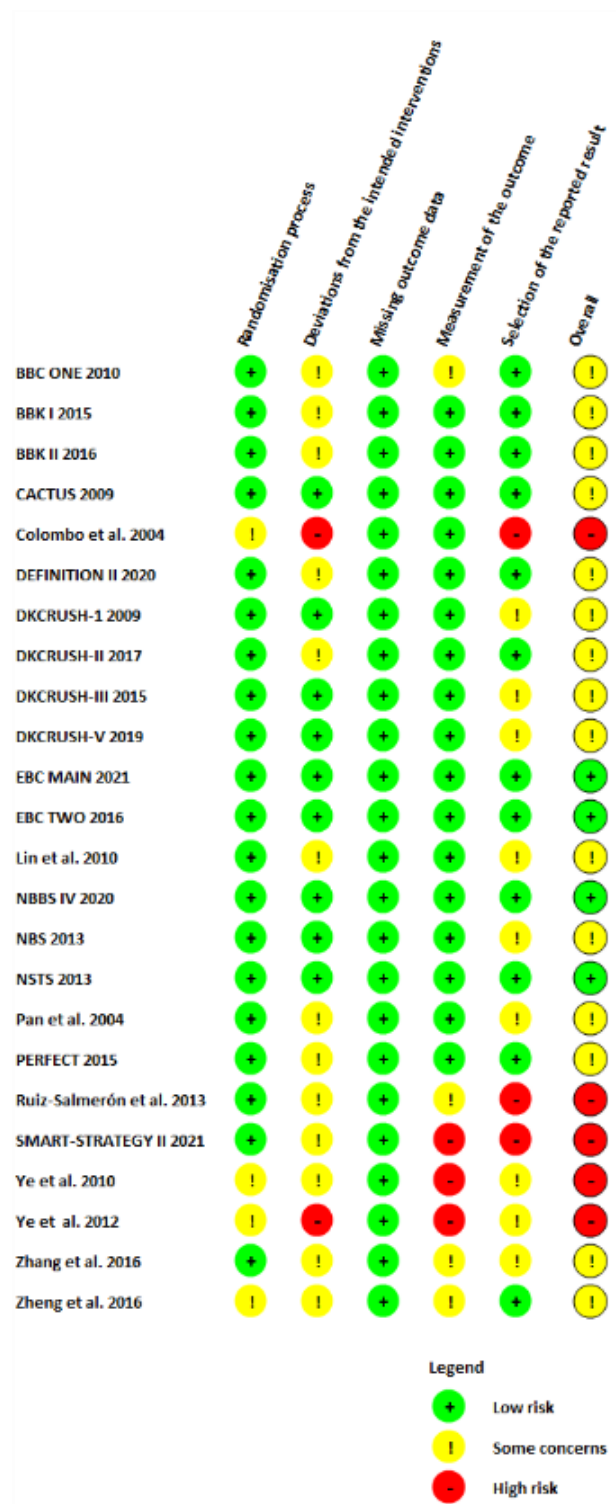 Randomisation process
Deviations from the intended interventions
Missing outcome data
Measurement of the outcome
Selection of the reported result
Overall
BBC ONE 2010 + ! + ! + !
BBK I 2015 + ! + + + !
BBK II 2016 + ! + + + !
CACTUS 2009 + + + + + !
Colombo et al. 2004 ! - + + - -
DEFINITION II 2020 + ! + + + !
DKCRUSH-1 2009 + + + + ! !
DKCRUSH-II 2017 + ! + + + !
DKCRUSH-III 2015 + + + + ! !
DKCRUSH-V 2019 + + + + ! !
EBC MAIN 2021 + + + + + +
EBC TWO 2016 + + + + + +
Lin et al. 2010 + ! + + ! !
NBBS IV 2020 + + + + + +
NBS 2013 + + + + ! !
NSTS 2013 + + + + + +
Pan et al. 2004 + ! + + ! !
PERFECT 2015 + ! + + + !
Ruiz-Salmerón et al. 2013 + ! + ! - -
SMART-STRATEGY II 2021 + ! + - - -
Ye et al. 2010 ! ! + - ! -
Ye et al. 2012 ! - + - ! -
Zhang et al. 2016 + ! + ! ! !
Zheng et al. 2016 ! ! + ! + !
Legend
+ Low risk
! Some concerns
- High risk